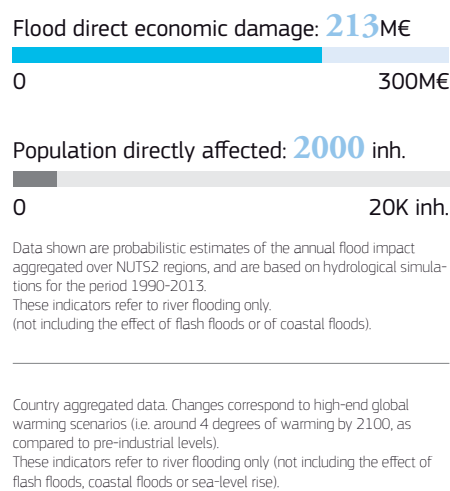 Flood direct economic damage: 213M€
0 300M€
Population directly affected: 2000 inh.
0 20K inh.
Data shown are probabilistic estimates of the annual flood impact
aggregated over NUTS2 regions, and are based on hydrological simula-
tions for the period 1990-2013.
These indicators refer to river flooding only.
(not including the effect of flash floods or of coastal floods).
Country aggregated data. Changes correspond to high-end global
warming scenarios (i.e. around 4 degrees of warming by 2100, as
compared to pre-industrial levels).
These indicators refer to river flooding only (not including the effect of
flash floods, coastal floods or sea-level rise).